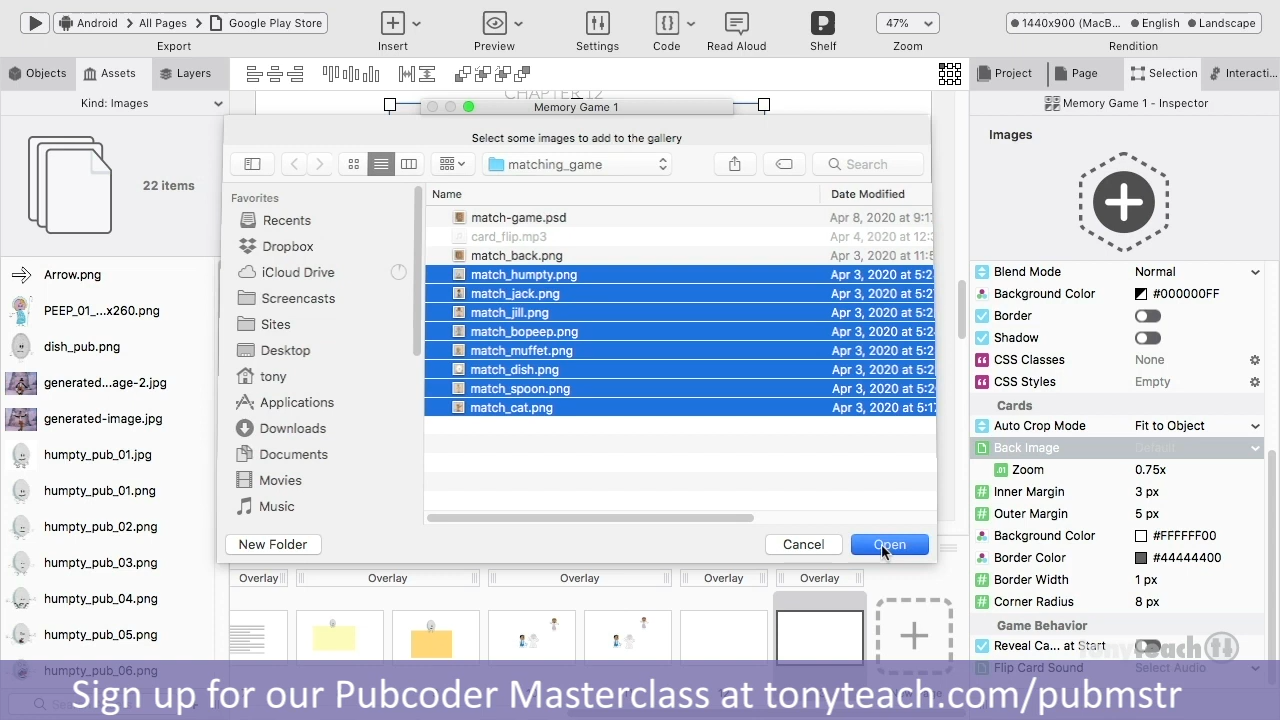 Android > All Pages > Google Play Store
Export
Insert
Preview
Settings
Code
Read Aloud
Shelf
47%
Zoom
1440x900 (MacB... English Landscape
Rendition
Objects Assets Layers
Project Page Selection Interacti...
Kind: Images
22 items
Arrow.png
PEEP_01_...x260.png
dish_pub.png
generated...age-2.jpg
generated-image.jpg
humpty_pub_01.jpg
humpty_pub_01.png
humpty_pub_02.png
humpty_pub_03.png
humpty_pub_04.png
humpty_pub_05.png
humpty_pub_06.png
CHAPTER 12
Memory Game 1
Select some images to add to the gallery
matching_game
Search
Favorites
Recents
Dropbox
iCloud Drive
Screencasts
Sites
Desktop
tony
Applications
Downloads
Documents
Movies
Music
Name Date Modified
match-game.psd Apr 8, 2020 at 9:1
card_flip.mp3 Apr 4, 2020 at 12:
match_back.png Apr 3, 2020 at 11:5
match_humpty.png Apr 3, 2020 at 5:2
match_jack.png Apr 3, 2020 at 5:2
match_jill.png Apr 3, 2020 at 5:2
match_bopeep.png Apr 3, 2020 at 5:2
match_muffet.png Apr 3, 2020 at 5:2
match_dish.png Apr 3, 2020 at 5:2
match_spoon.png Apr 3, 2020 at 5:2
match_cat.png Apr 3, 2020 at 5:1
New Folder
Cancel
Open
Overlay Overlay Overlay Overlay Overlay
Memory Game 1 - Inspector
Images
Blend Mode Normal
Background Color #000000FF
Border
Shadow
CSS Classes None
CSS Styles Empty
Cards
Auto Crop Mode Fit to Object
Back Image Default
Zoom 0.75x
Inner Margin 3 px
Outer Margin 5 px
Background Color #FFFFFF00
Border Color #44444400
Border Width 1 px
Corner Radius 8 px
Game Behavior
Reveal Ca... at Start
Flip Card Sound Select Audio
tonyteach
Sign up for our Pubcoder Masterclass at tonyteach.com/pubmstr